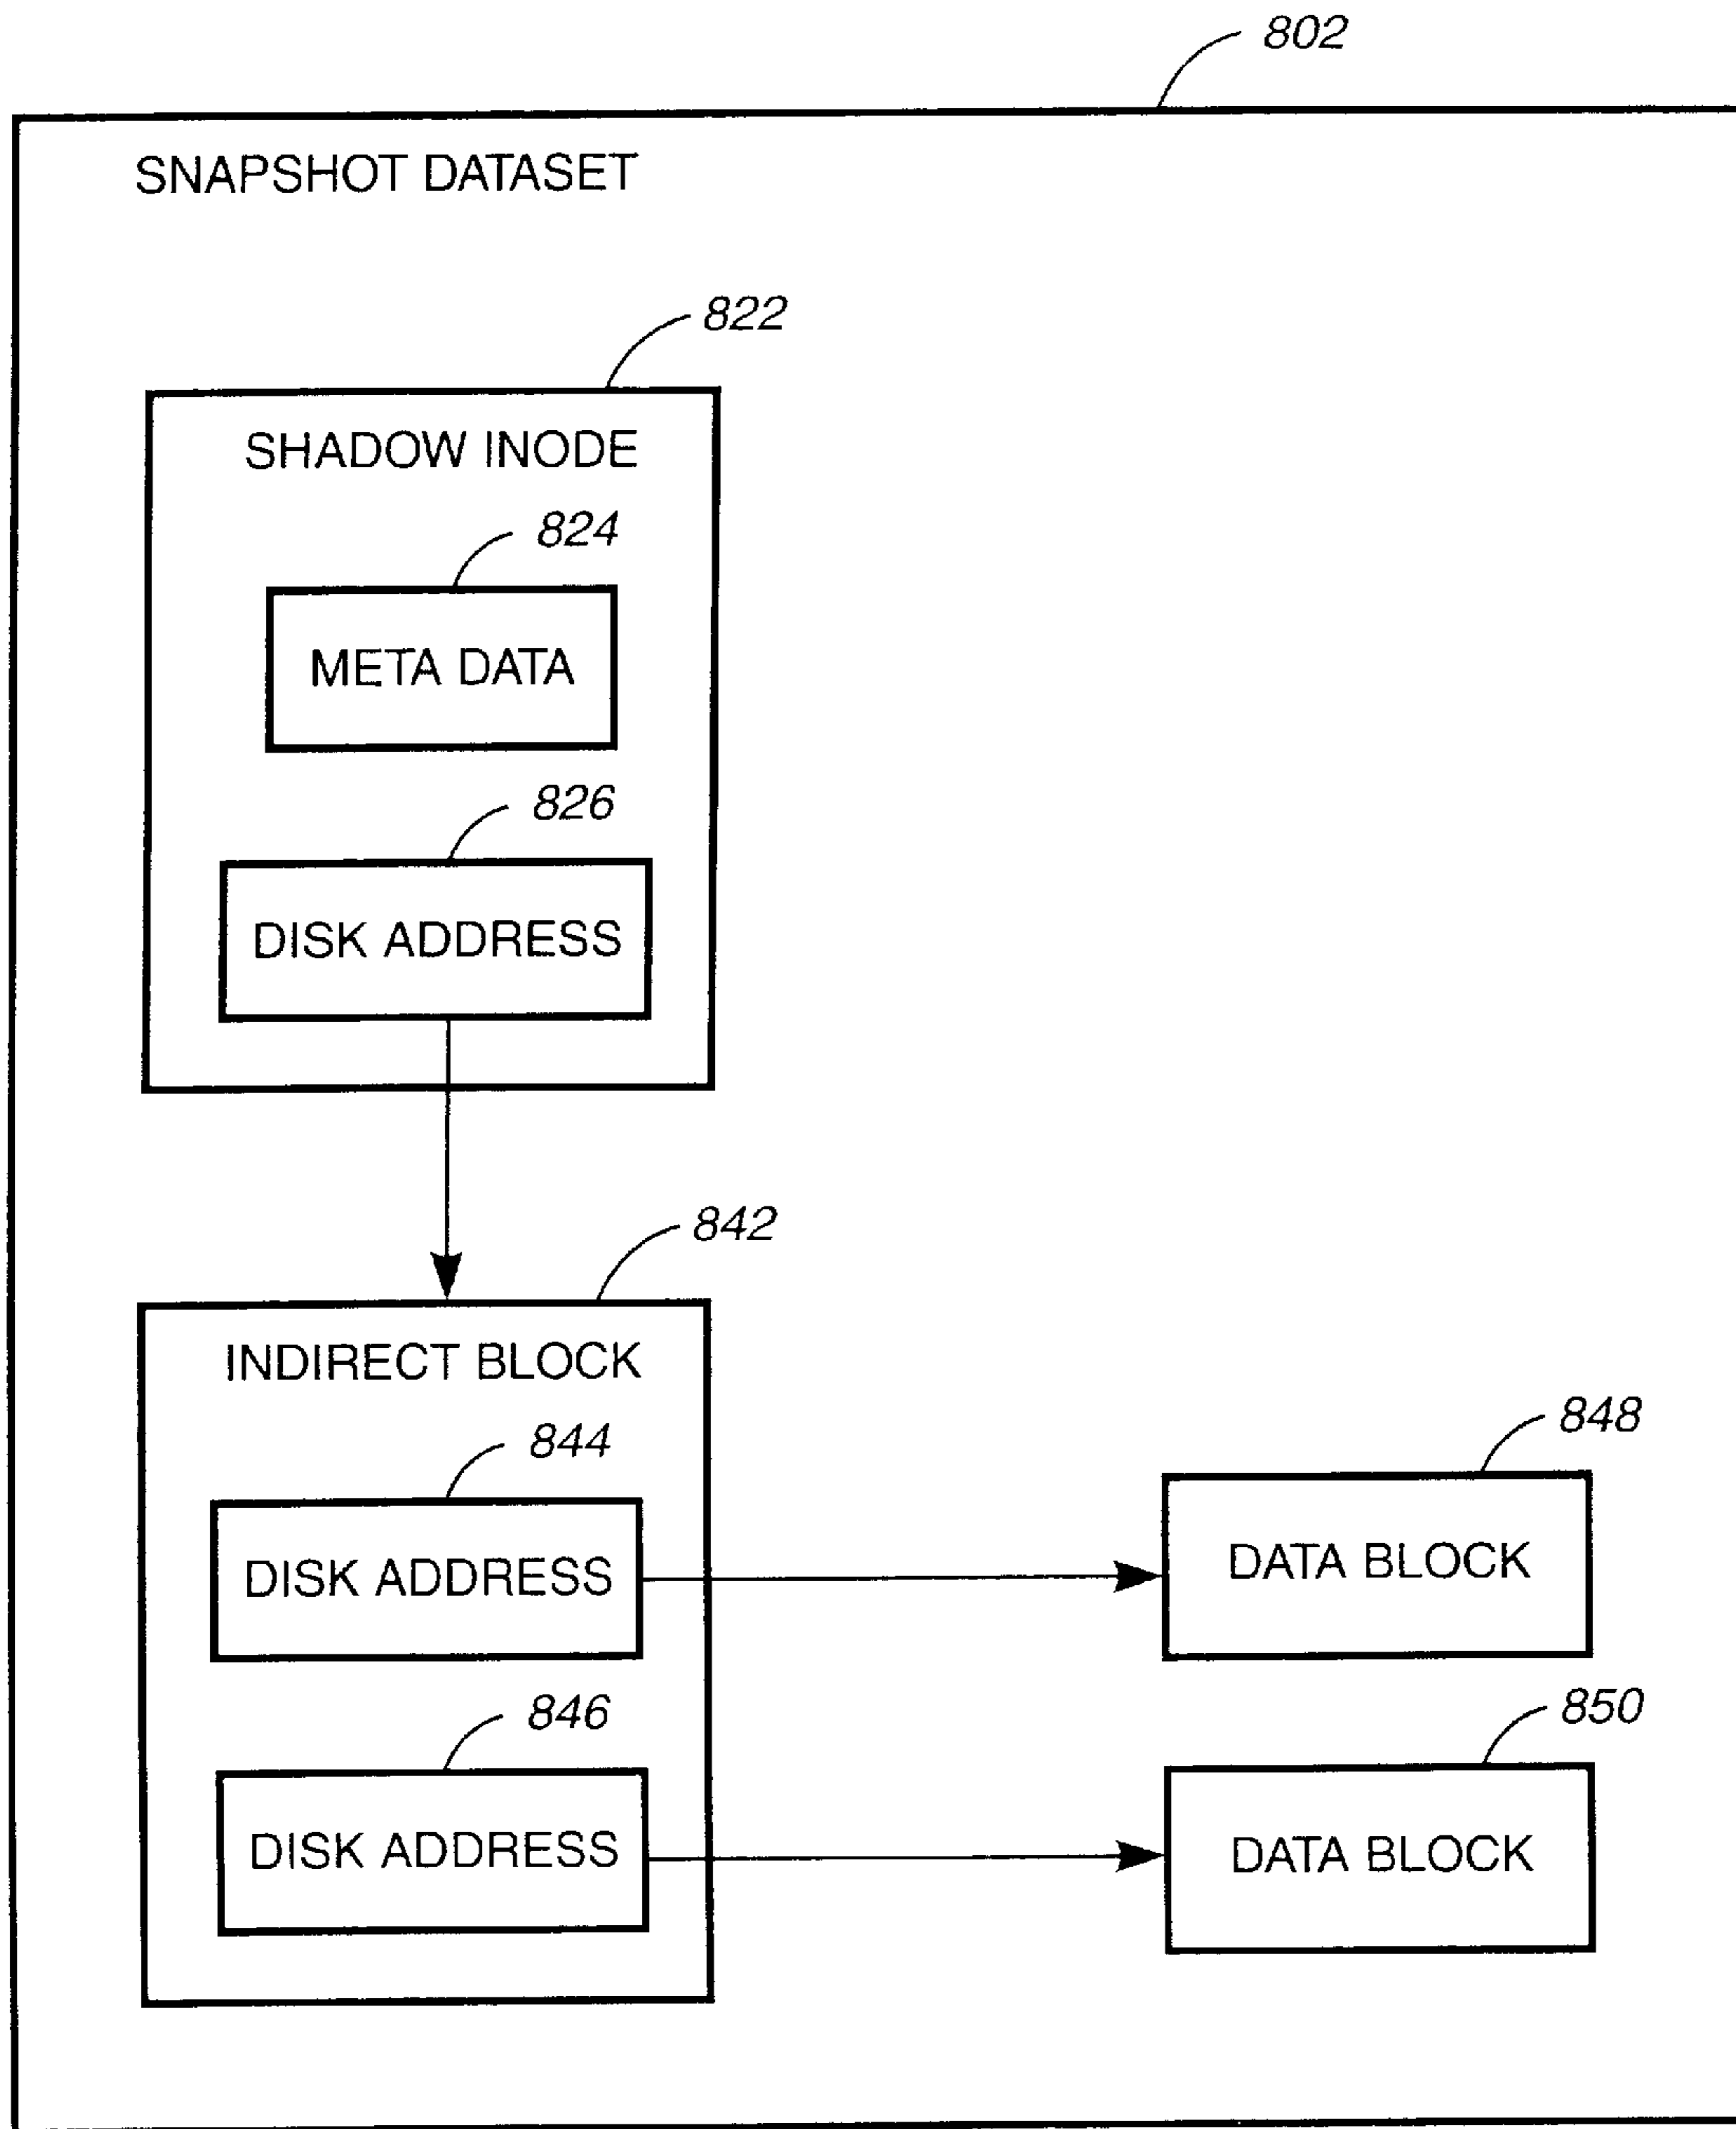 802
SNAPSHOT DATASET
822
SHADOW INODE
824
META DATA
826
DISK ADDRESS
842
INDIRECT BLOCK
844
DISK ADDRESS
848
DATA BLOCK
846
DISK ADDRESS
850
DATA BLOCK